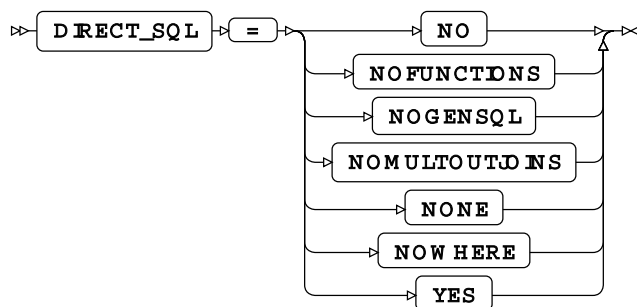 DIRECT_SQL = NO
NOFUNCTIONS
NOGENSQL
NOMULTOUTJOINS
NONE
NOWHERE
YES